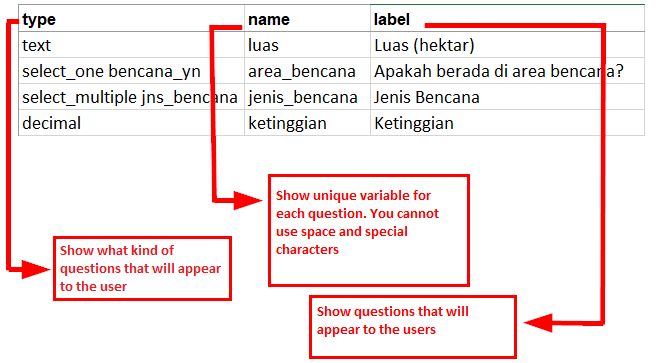 type name label
text luas Luas (hektar)
select_one bencana_yn area_bencana Apakah berada di area bencana?
select_multiple jns_bencana jenis_bencana Jenis Bencana
decimal ketinggian Ketinggian
Show unique variable for
each question. You cannot
use space and special
characters
Show what kind of
questions that will appear
to the user
Show questions that will
appear to the users